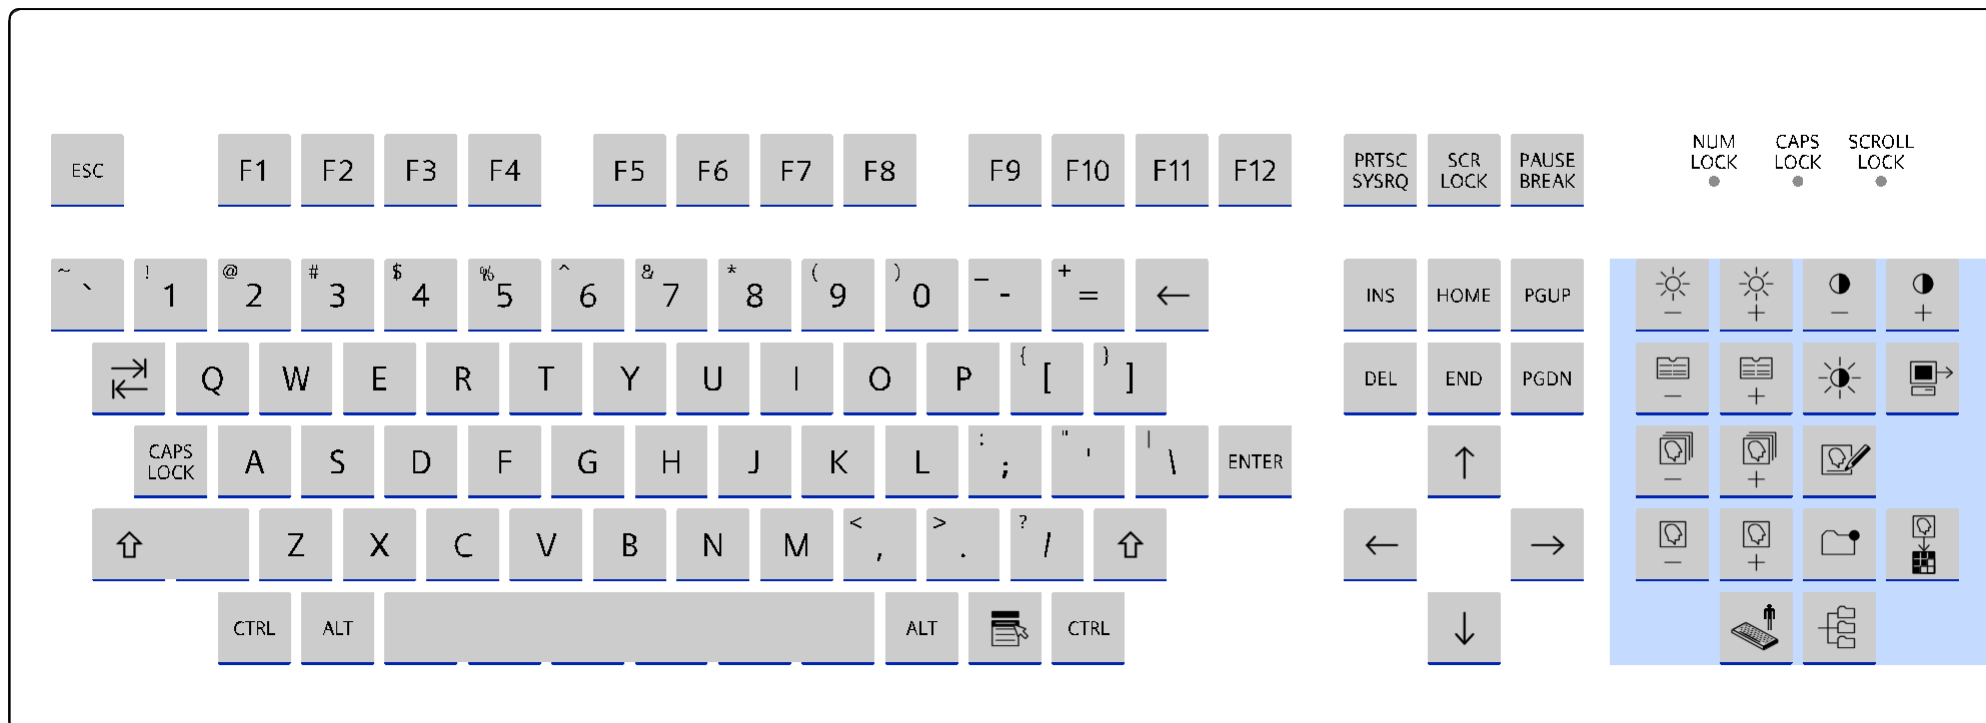 NUM CAPS SCROLL
LOCK LOCK LOCK
ESC F1 F2 F3 F4 F5 F6 F7 F8 F9 F10 F11 F12 PRTSC SYSRQ SCR LOCK PAUSE BREAK
~ ` ! 1 @ 2 # 3 $ 4 % 5 ^ 6 & 7 * 8 ( 9 ) 0 _ - + = ← INS HOME PGUP − + − +
Q W E R T Y U I O P { [ } ] DEL END PGDN − +
CAPS LOCK A S D F G H J K L : ; " ' | \ ENTER ↑ − +
⇧ Z X C V B N M < , > . ? / ⇧ ← → − +
CTRL ALT ALT CTRL ↓